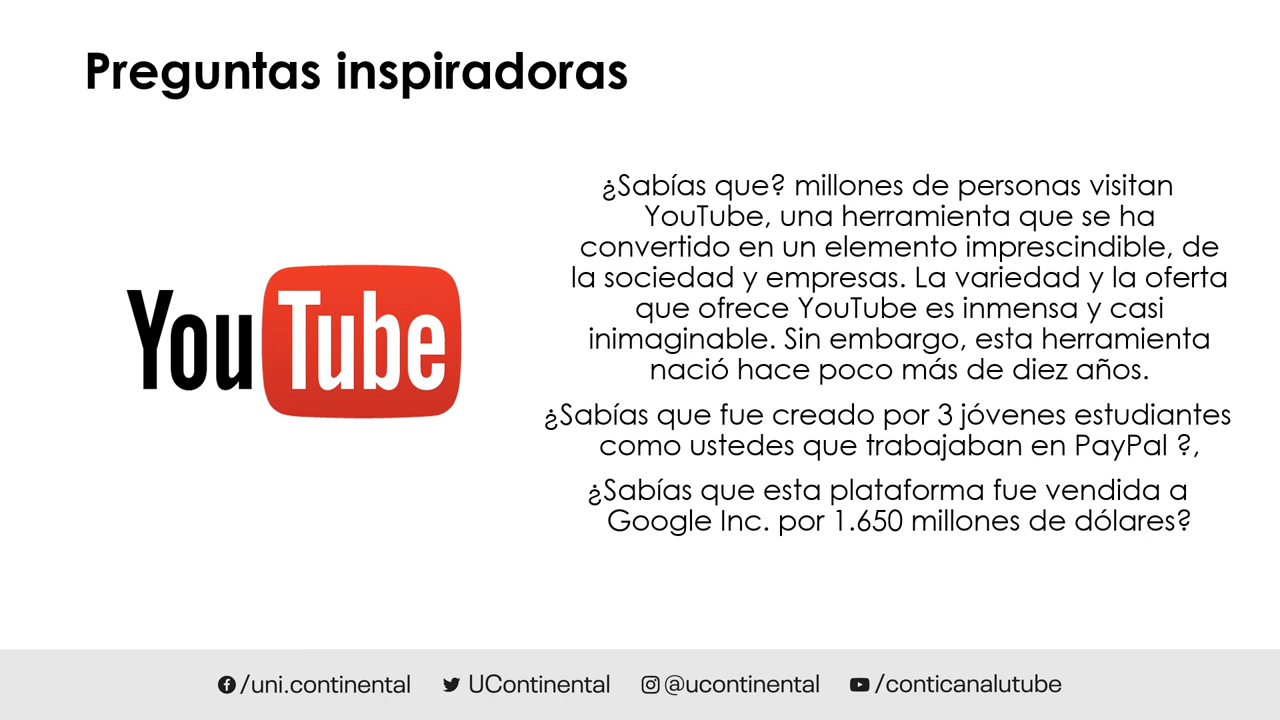 Preguntas inspiradoras
YouTube
¿Sabías que? millones de personas visitan
YouTube, una herramienta que se ha
convertido en un elemento imprescindible, de
la sociedad y empresas. La variedad y la oferta
que ofrece YouTube es inmensa y casi
inimaginable. Sin embargo, esta herramienta
nació hace poco más de diez años.
¿Sabías que fue creado por 3 jóvenes estudiantes
como ustedes que trabajaban en PayPal ?,
¿Sabías que esta plataforma fue vendida a
Google Inc. por 1.650 millones de dólares?
/uni.continental UContinental @ucontinental /conticanalutube